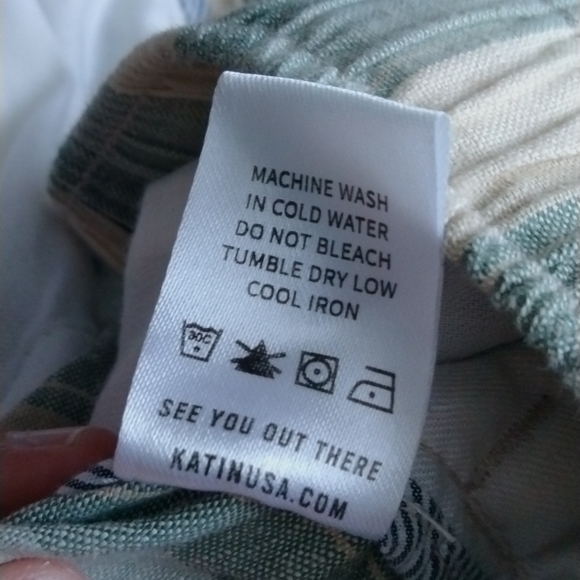 MACHINE WASH
IN COLD WATER
DO NOT BLEACH
TUMBLE DRY LOW
COOL IRON
30C
SEE YOU OUT THERE
KATINUSA.COM